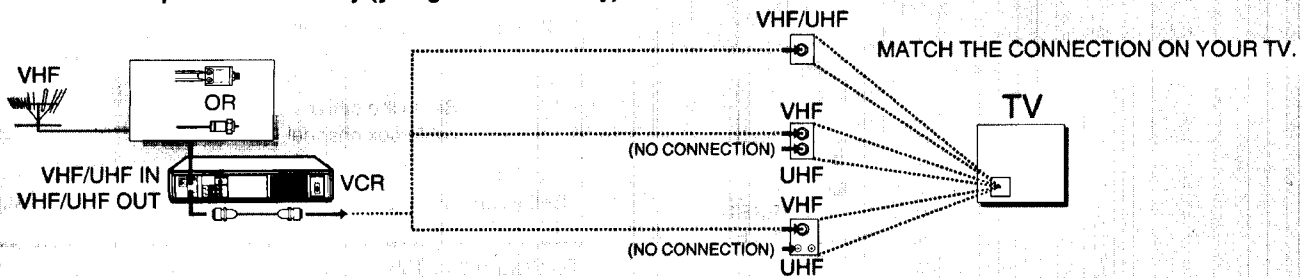 VHF/UHF
MATCH THE CONNECTION ON YOUR TV.
VHF
OR
VHF
TV
(NO CONNECTION)
UHF
VHF/UHF IN
VCR
VHF/UHF OUT
VHF
(NO CONNECTION)
UHF